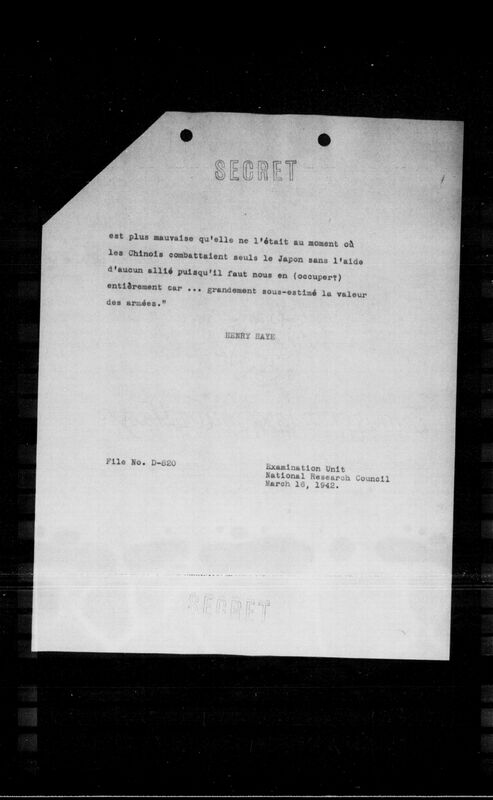 SECRET
est plus mauvaise qu'elle ne l'était au moment où
les Chinois combattaient seuls le Japon sans l'aide
d'aucun allié puisqu'il faut nous en (occuper?)
entièrement car ... grandement sous-estimé la valeur
des armées."
HENRY HAYE
File No. D-820
Examination Unit
National Research Council
March 16, 1942.
SECRET